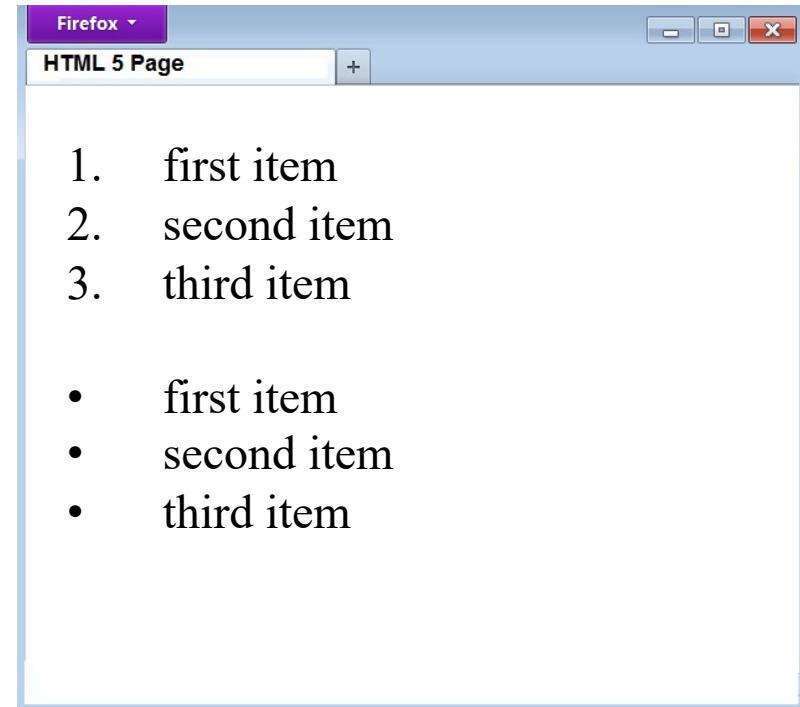 Firefox
HTML 5 Page
1. first item
2. second item
3. third item
• first item
• second item
• third item